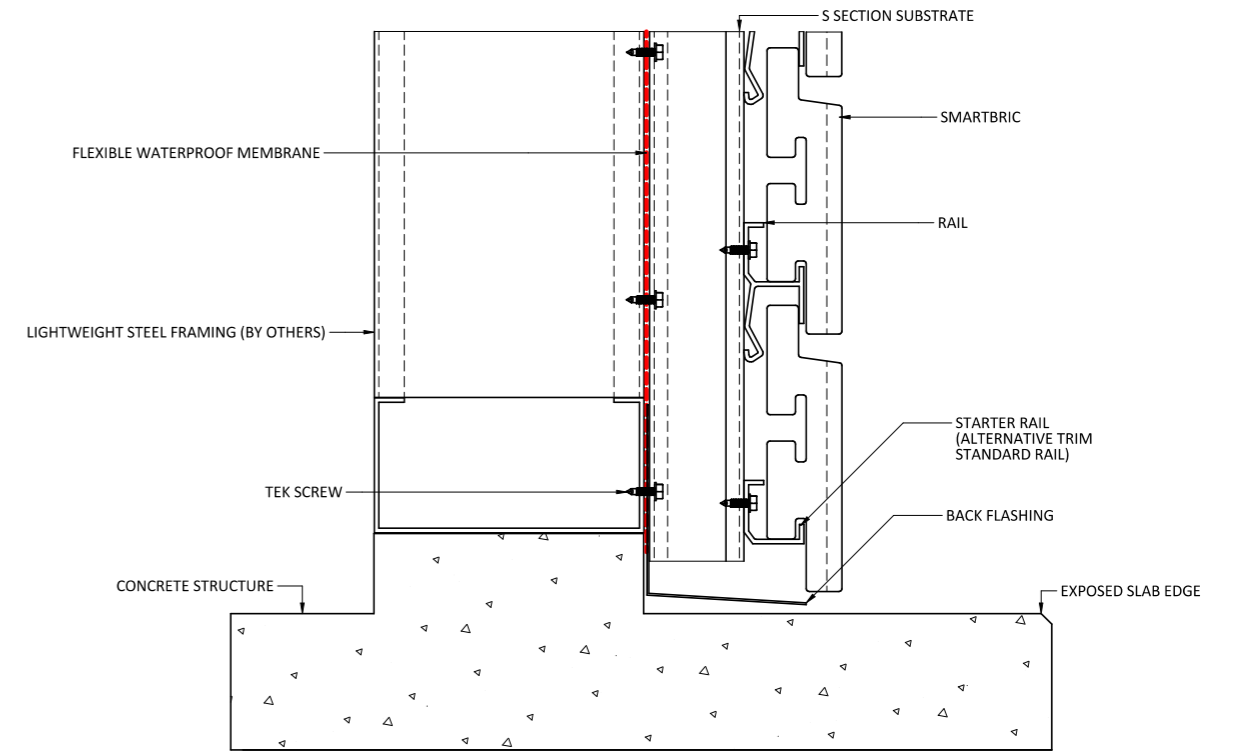 S SECTION SUBSTRATE
SMARTBRIC
FLEXIBLE WATERPROOF MEMBRANE
RAIL
LIGHTWEIGHT STEEL FRAMING (BY OTHERS)
STARTER RAIL
(ALTERNATIVE TRIM
STANDARD RAIL)
TEK SCREW
BACK FLASHING
CONCRETE STRUCTURE
EXPOSED SLAB EDGE